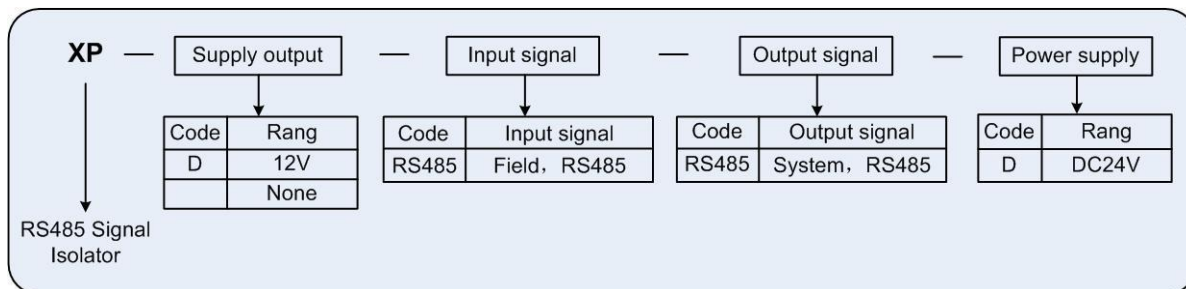 XP — Supply output — Input signal — Output signal — Power supply
Code Rang
D 12V
None
Code Input signal
RS485 Field，RS485
Code Output signal
RS485 System，RS485
Code Rang
D DC24V
RS485 Signal
Isolator